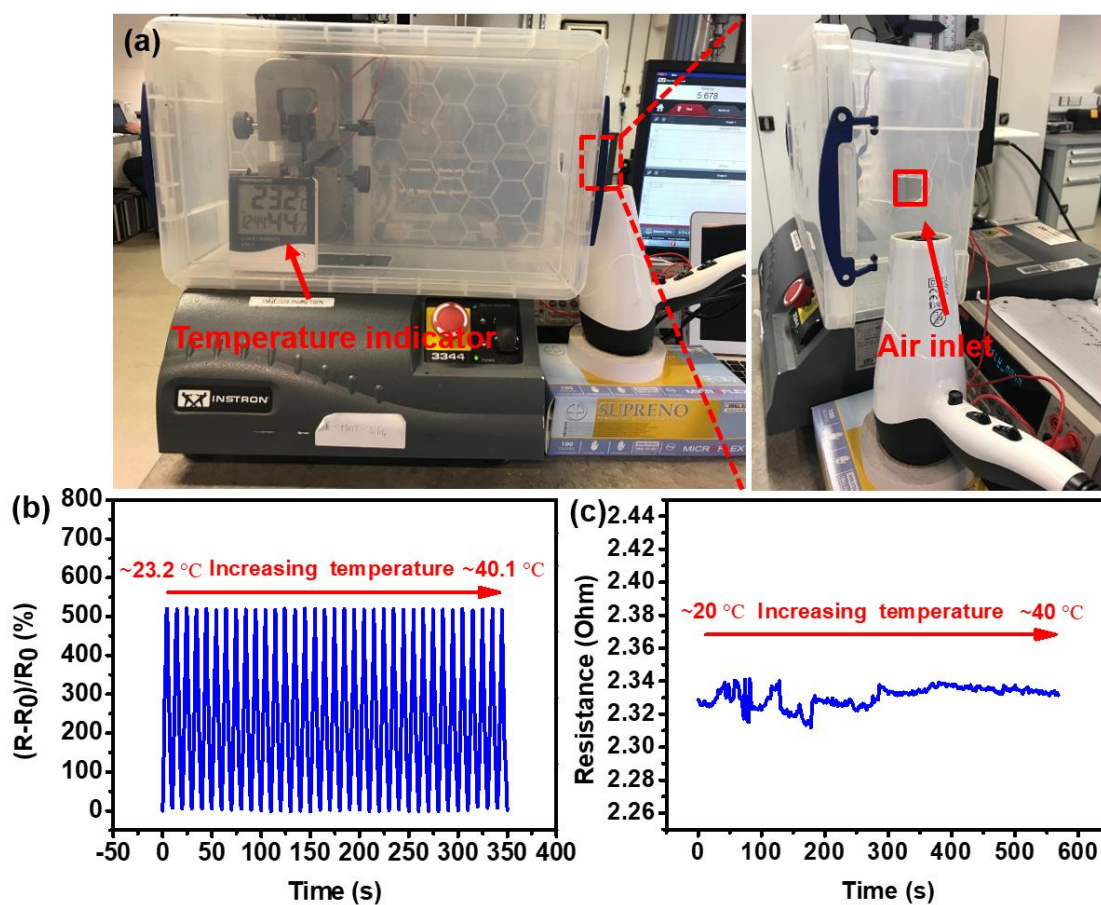 (a)
5.678
23.2°C
12:44 44%
Temperature indicator
3344
INSTRON
SUPRENO
MICROFLEX
Air inlet
(b)
800
700
600
500
400
300
200
100
0
(R-R0)/R0 (%)
~23.2 °C Increasing temperature ~40.1 °C
-50 0 50 100 150 200 250 300 350 400
Time (s)
(c)
2.44
2.42
2.40
2.38
2.36
2.34
2.32
2.30
2.28
2.26
Resistance (Ohm)
~20 °C Increasing temperature ~40 °C
0 100 200 300 400 500 600
Time (s)